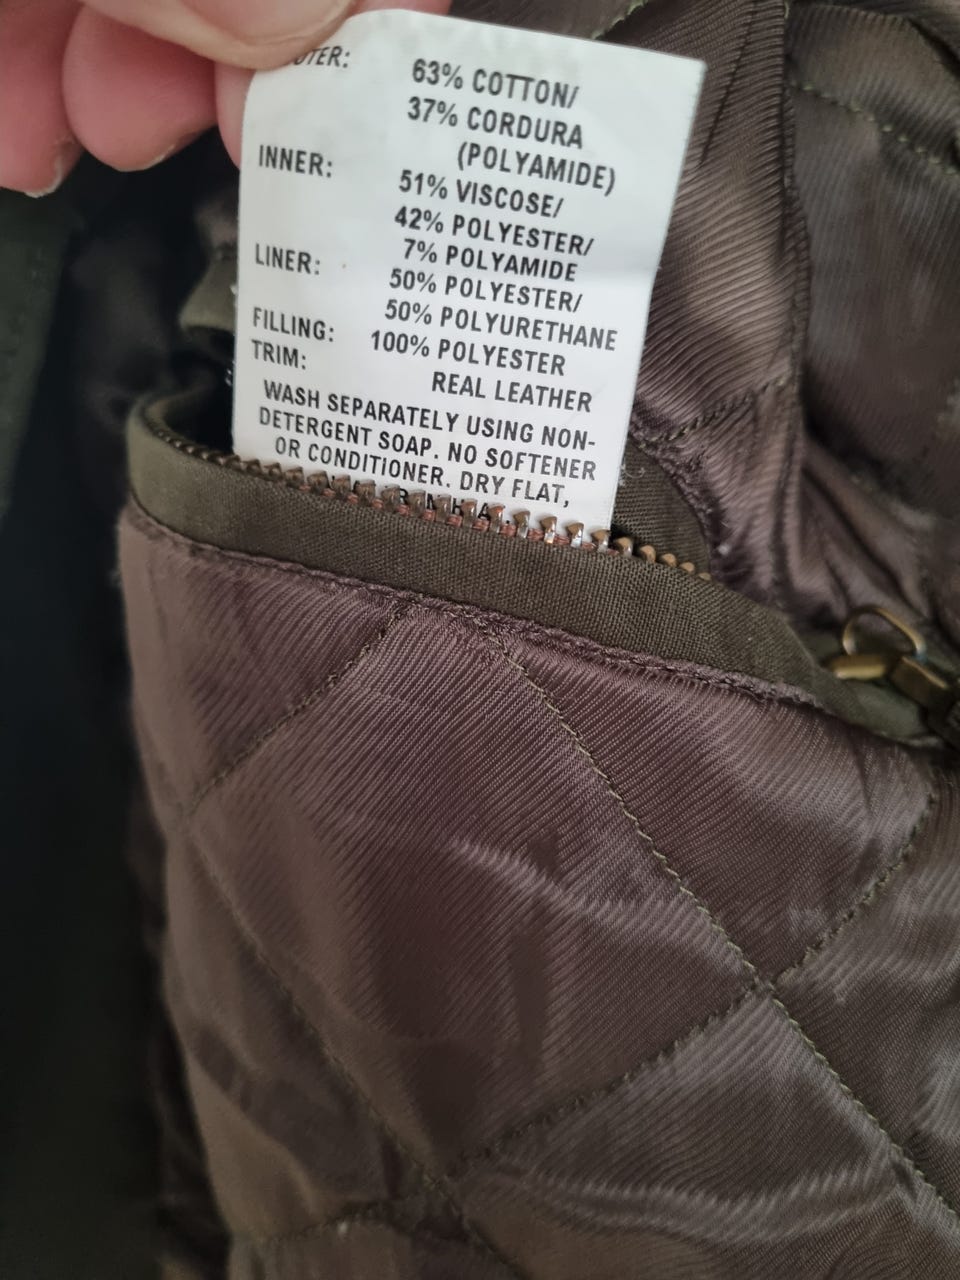 OUTER: 63% COTTON/
37% CORDURA
(POLYAMIDE)
INNER: 51% VISCOSE/
42% POLYESTER/
7% POLYAMIDE
LINER: 50% POLYESTER/
50% POLYURETHANE
FILLING: 100% POLYESTER
TRIM: REAL LEATHER
WASH SEPARATELY USING NON-
DETERGENT SOAP. NO SOFTENER
OR CONDITIONER. DRY FLAT,